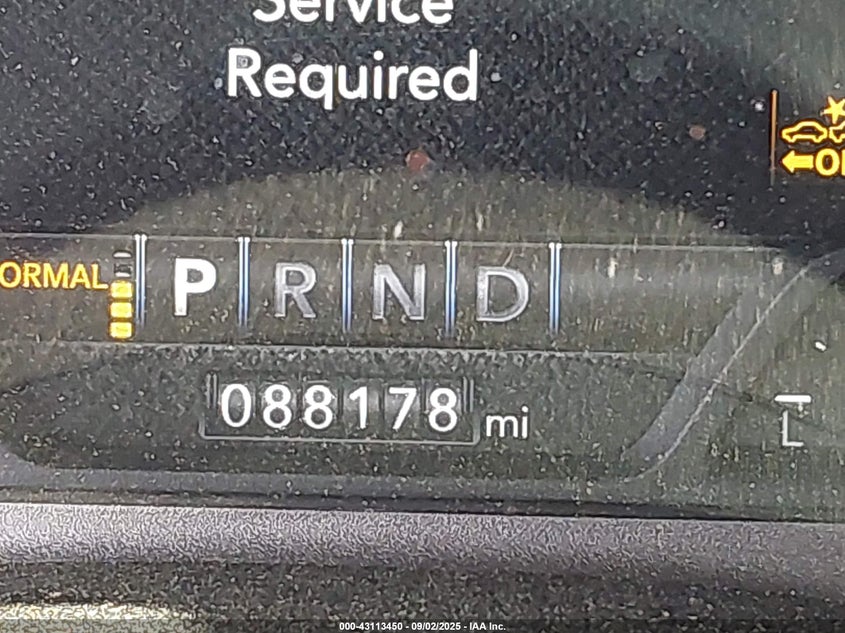 Service
Required
ORMAL
P R N D
088178 mi
000-43113450 - 09/02/2025 - IAA Inc.